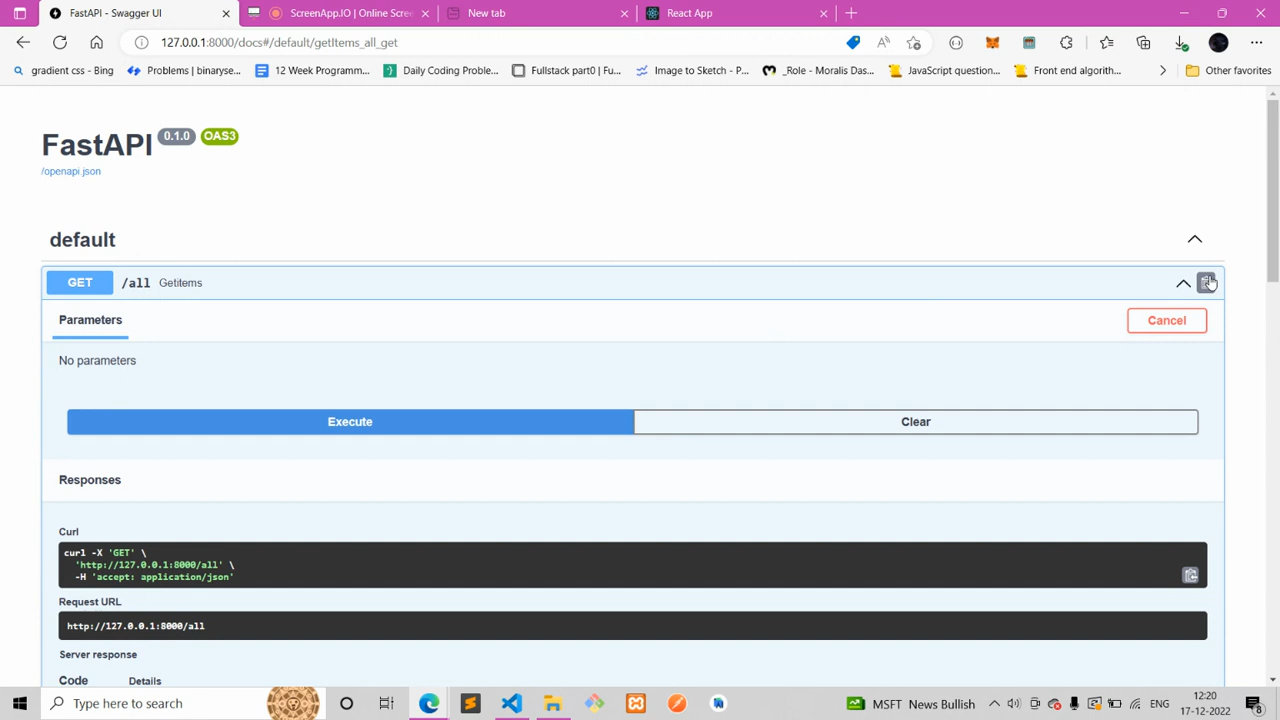 FastAPI - Swagger UI
ScreenApp.IO | Online Scree
New tab
React App
127.0.0.1:8000/docs#/default/getItems_all_get
gradient css - Bing
Problems | binaryse...
12 Week Programm...
Daily Coding Proble...
Fullstack part0 | Fu...
Image to Sketch - P...
_Role - Moralis Das...
JavaScript question...
Front end algorith...
Other favorites
FastAPI 0.1.0 OAS3
/openapi.json
default
GET /all Getitems
Parameters
Cancel
No parameters
Execute
Clear
Responses
Curl
curl -X 'GET' \
'http://127.0.0.1:8000/all' \
-H 'accept: application/json'
Request URL
http://127.0.0.1:8000/all
Server response
Code Details
Type here to search
MSFT News Bullish
ENG
12:20
17-12-2022
8